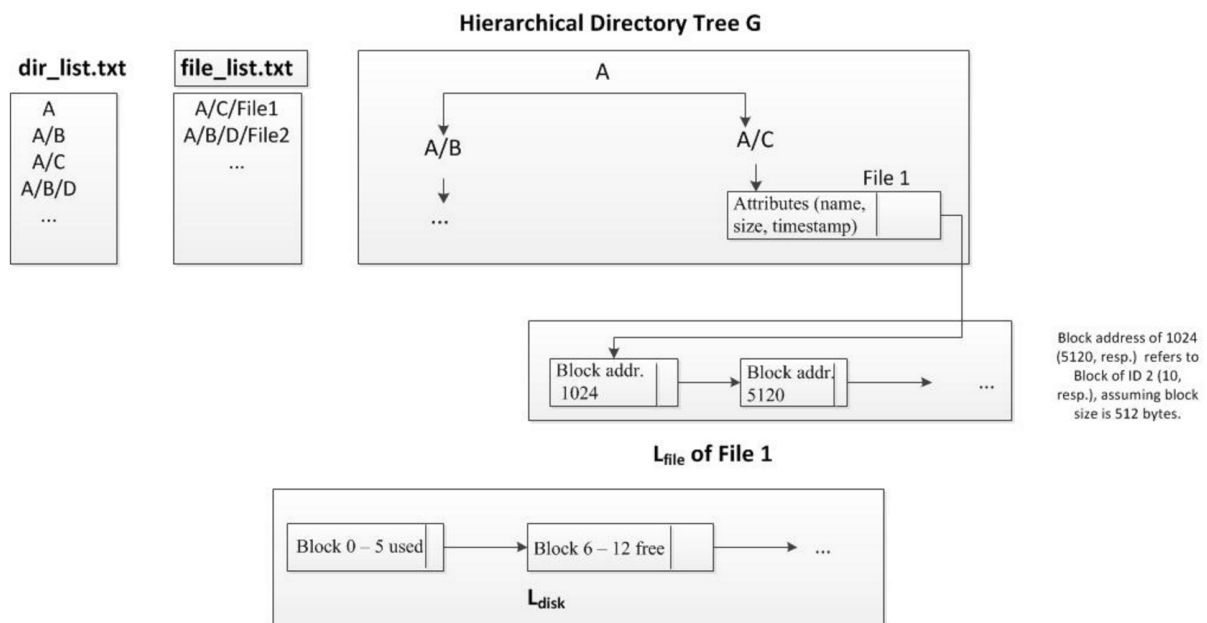 Hierarchical Directory Tree G
dir_list.txt
file_list.txt
A
A/B
A/C
A/B/D
...
A/C/File1
A/B/D/File2
...
A
A/B
A/C
...
File 1
Attributes (name,
size, timestamp)
Block addr.
1024
Block addr.
5120
...
Block address of 1024
(5120, resp.) refers to
Block of ID 2 (10,
resp.), assuming block
size is 512 bytes.
Lfile of File 1
Block 0 – 5 used
Block 6 – 12 free
...
Ldisk